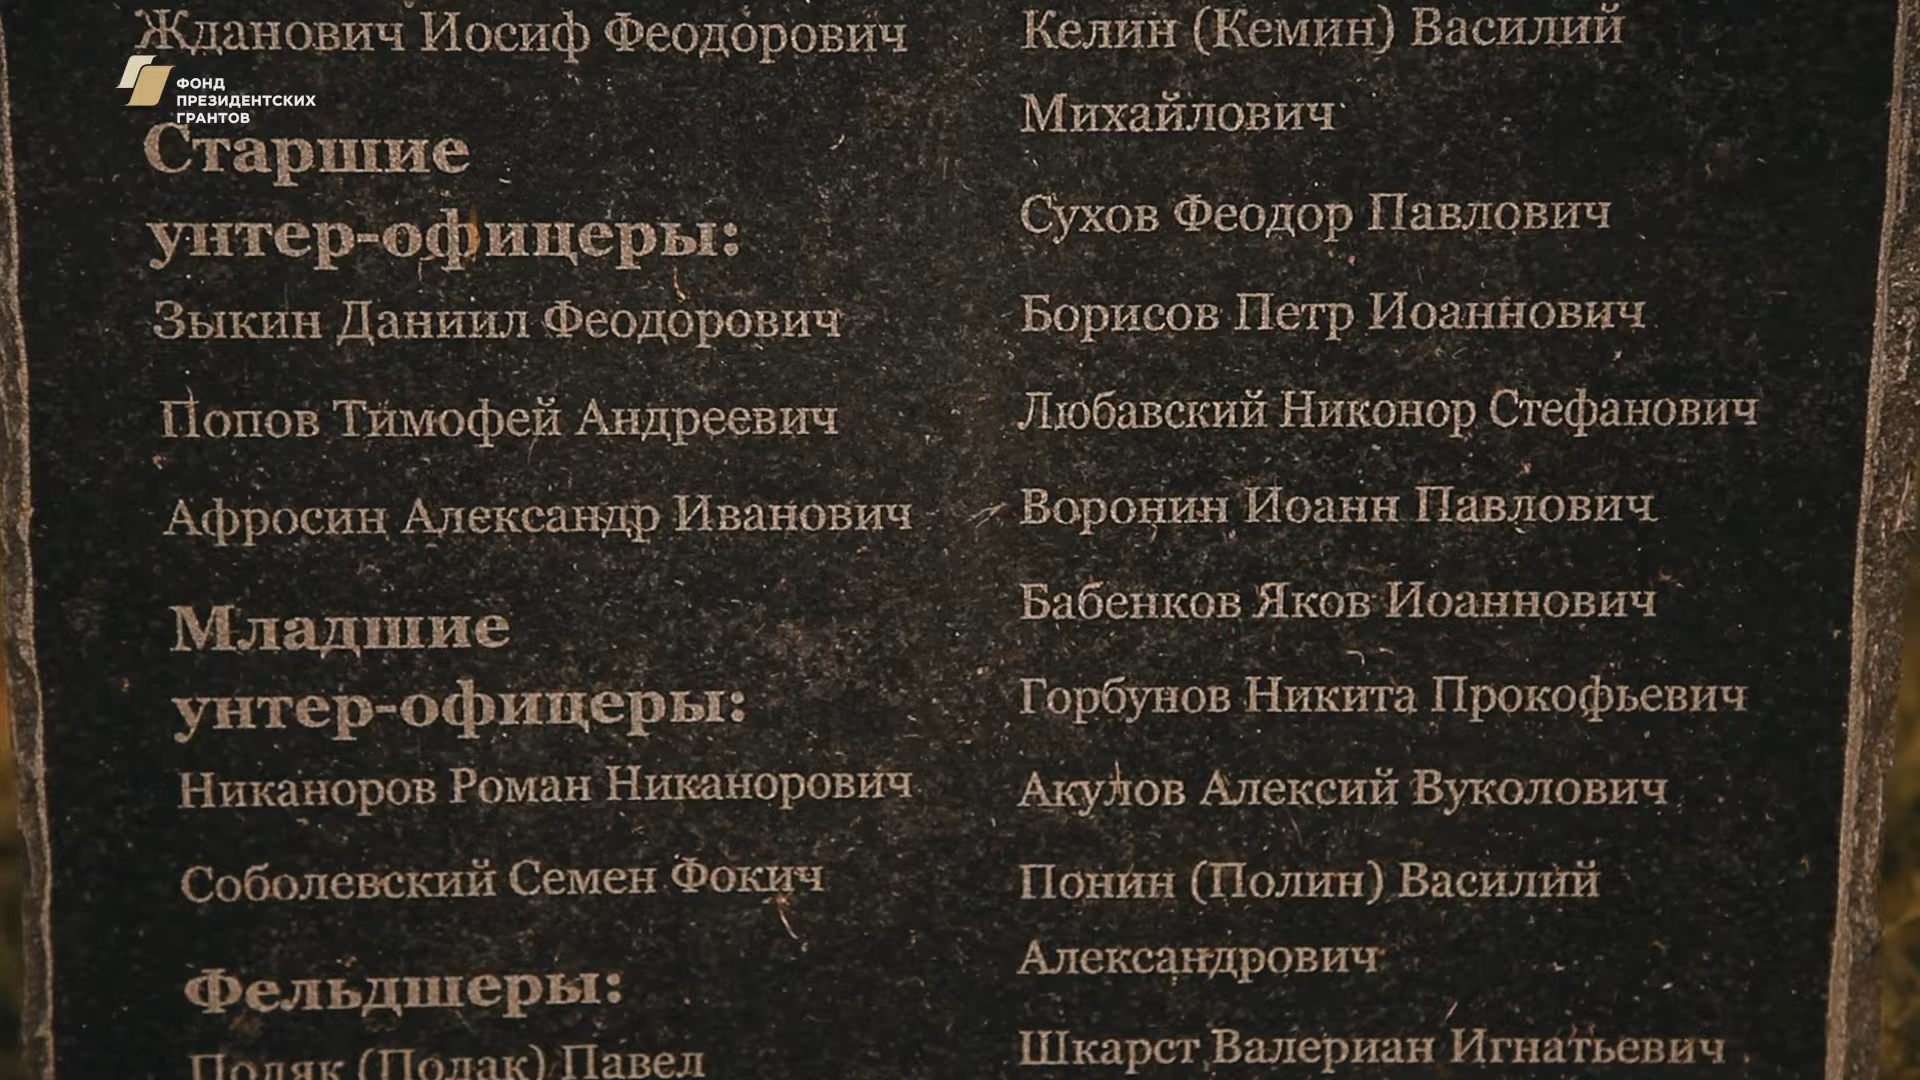 Жданович Иосиф Феодорович
ФОНД
ПРЕЗИДЕНТСКИХ
ГРАНТОВ
Старшие
унтер-офицеры:
Зыкин Даниил Феодорович
Попов Тимофей Андреевич
Афросин Александр Иванович
Младшие
унтер-офицеры:
Никаноров Роман Никанорович
Соболевский Семен Фокич
Фельдшеры:
Подяк (Подак) Павел
Келин (Кемин) Василий
Михайлович
Сухов Феодор Павлович
Борисов Петр Иоаннович
Любавский Никонор Стефанович
Воронин Иоанн Павлович
Бабенков Яков Иоаннович
Горбунов Никита Прокофьевич
Акулов Алексий Вуколович
Понин (Полин) Василий
Александрович
Шкарст Валериан Игнатьевич